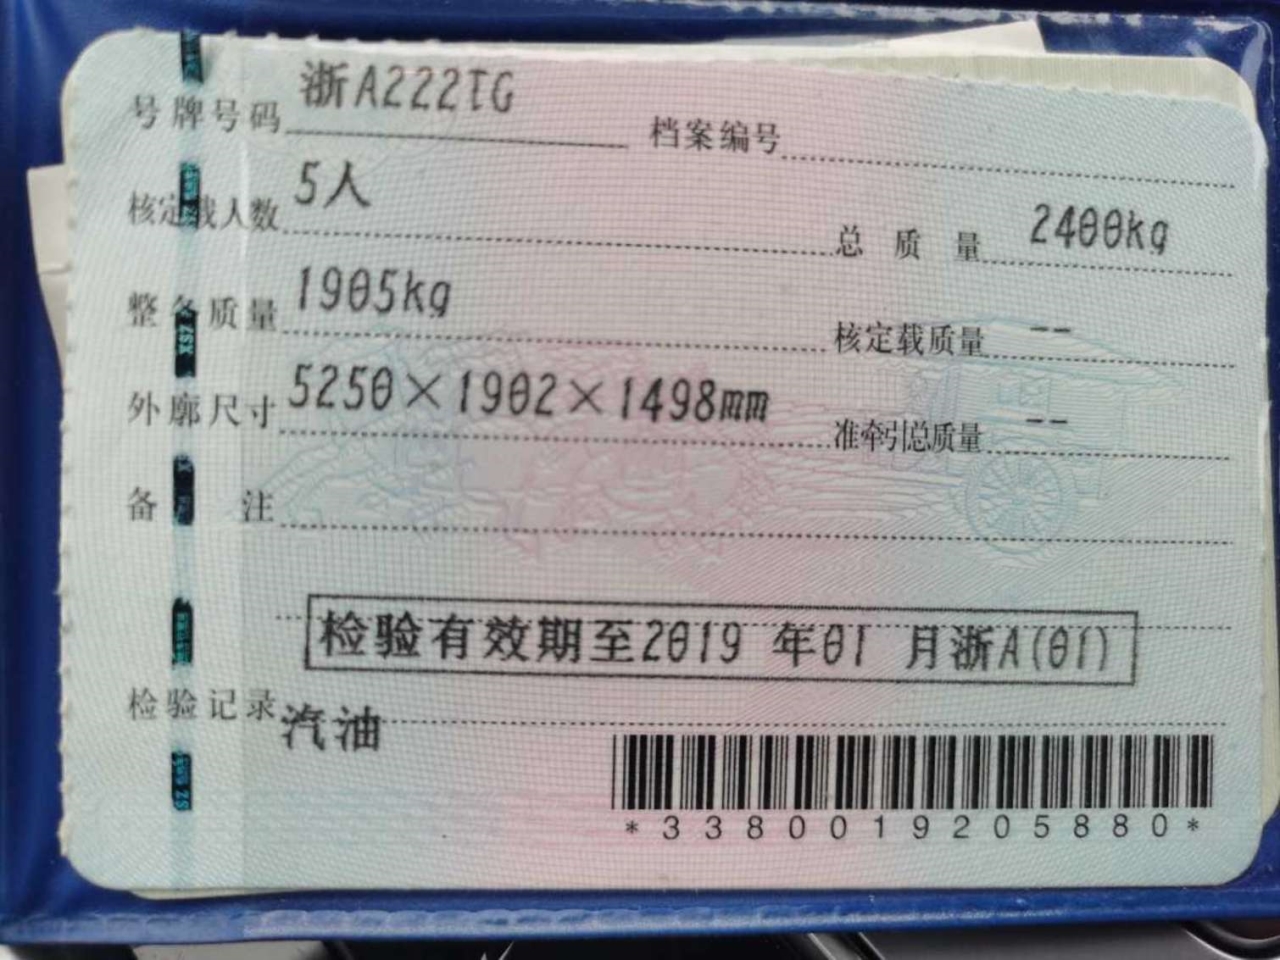 号牌号码 浙A222TG 档案编号
核定载人数 5人 总质量 2400kg
整备质量 1905kg 核定载质量 --
外廓尺寸 5250×1902×1498mm 准牵引总质量 --
备注
检验有效期至2019 年01 月浙A(01)
检验记录 汽油
*3380019205880*